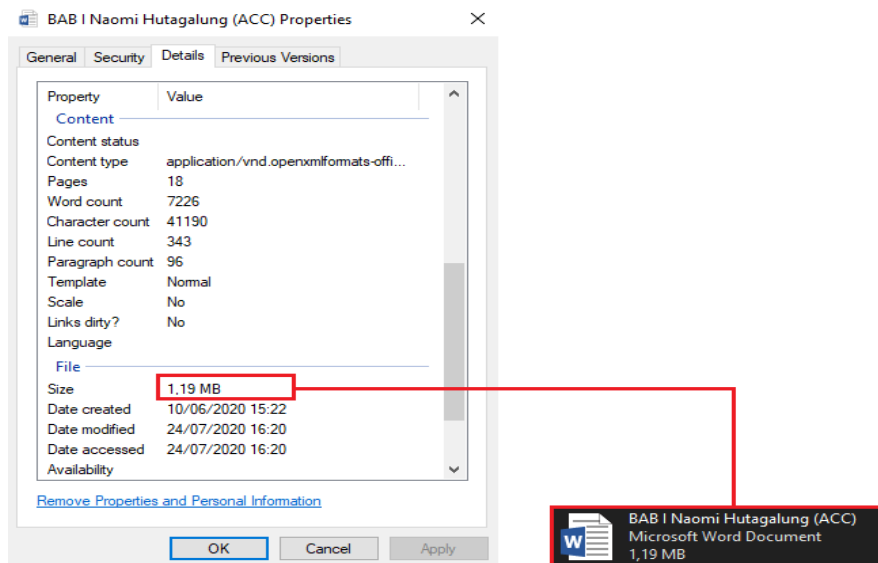 BAB I Naomi Hutagalung (ACC) Properties
General Security Details Previous Versions
Property Value
Content
Content status
Content type application/vnd.openxmlformats-offi...
Pages 18
Word count 7226
Character count 41190
Line count 343
Paragraph count 96
Template Normal
Scale No
Links dirty? No
Language
File
Size 1,19 MB
Date created 10/06/2020 15:22
Date modified 24/07/2020 16:20
Date accessed 24/07/2020 16:20
Availability
Remove Properties and Personal Information
OK Cancel Apply
BAB I Naomi Hutagalung (ACC)
Microsoft Word Document
1,19 MB